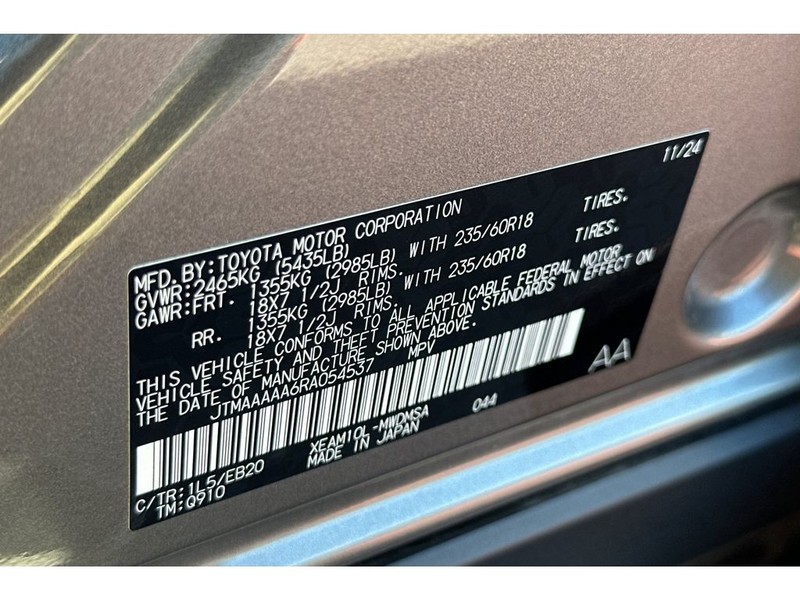 11/24
MFD. BY:TOYOTA MOTOR CORPORATION
GVWR:2465KG (5435LB)
GAWR:FRT. 1355KG (2985LB) WITH 235/60R18 TIRES.
18X7 1/2J RIMS.
RR. 1355KG (2985LB) WITH 235/60R18 TIRES.
18X7 1/2J RIMS.
THIS VEHICLE CONFORMS TO ALL APPLICABLE FEDERAL MOTOR
VEHICLE SAFETY AND THEFT PREVENTION STANDARDS IN EFFECT ON
THE DATE OF MANUFACTURE SHOWN ABOVE.
JTMAAAAA6RA054537 MPV
AA
XEAM10L-MWDMSA 044
C/TR:1L5/EB20 MADE IN JAPAN
TM:Q910